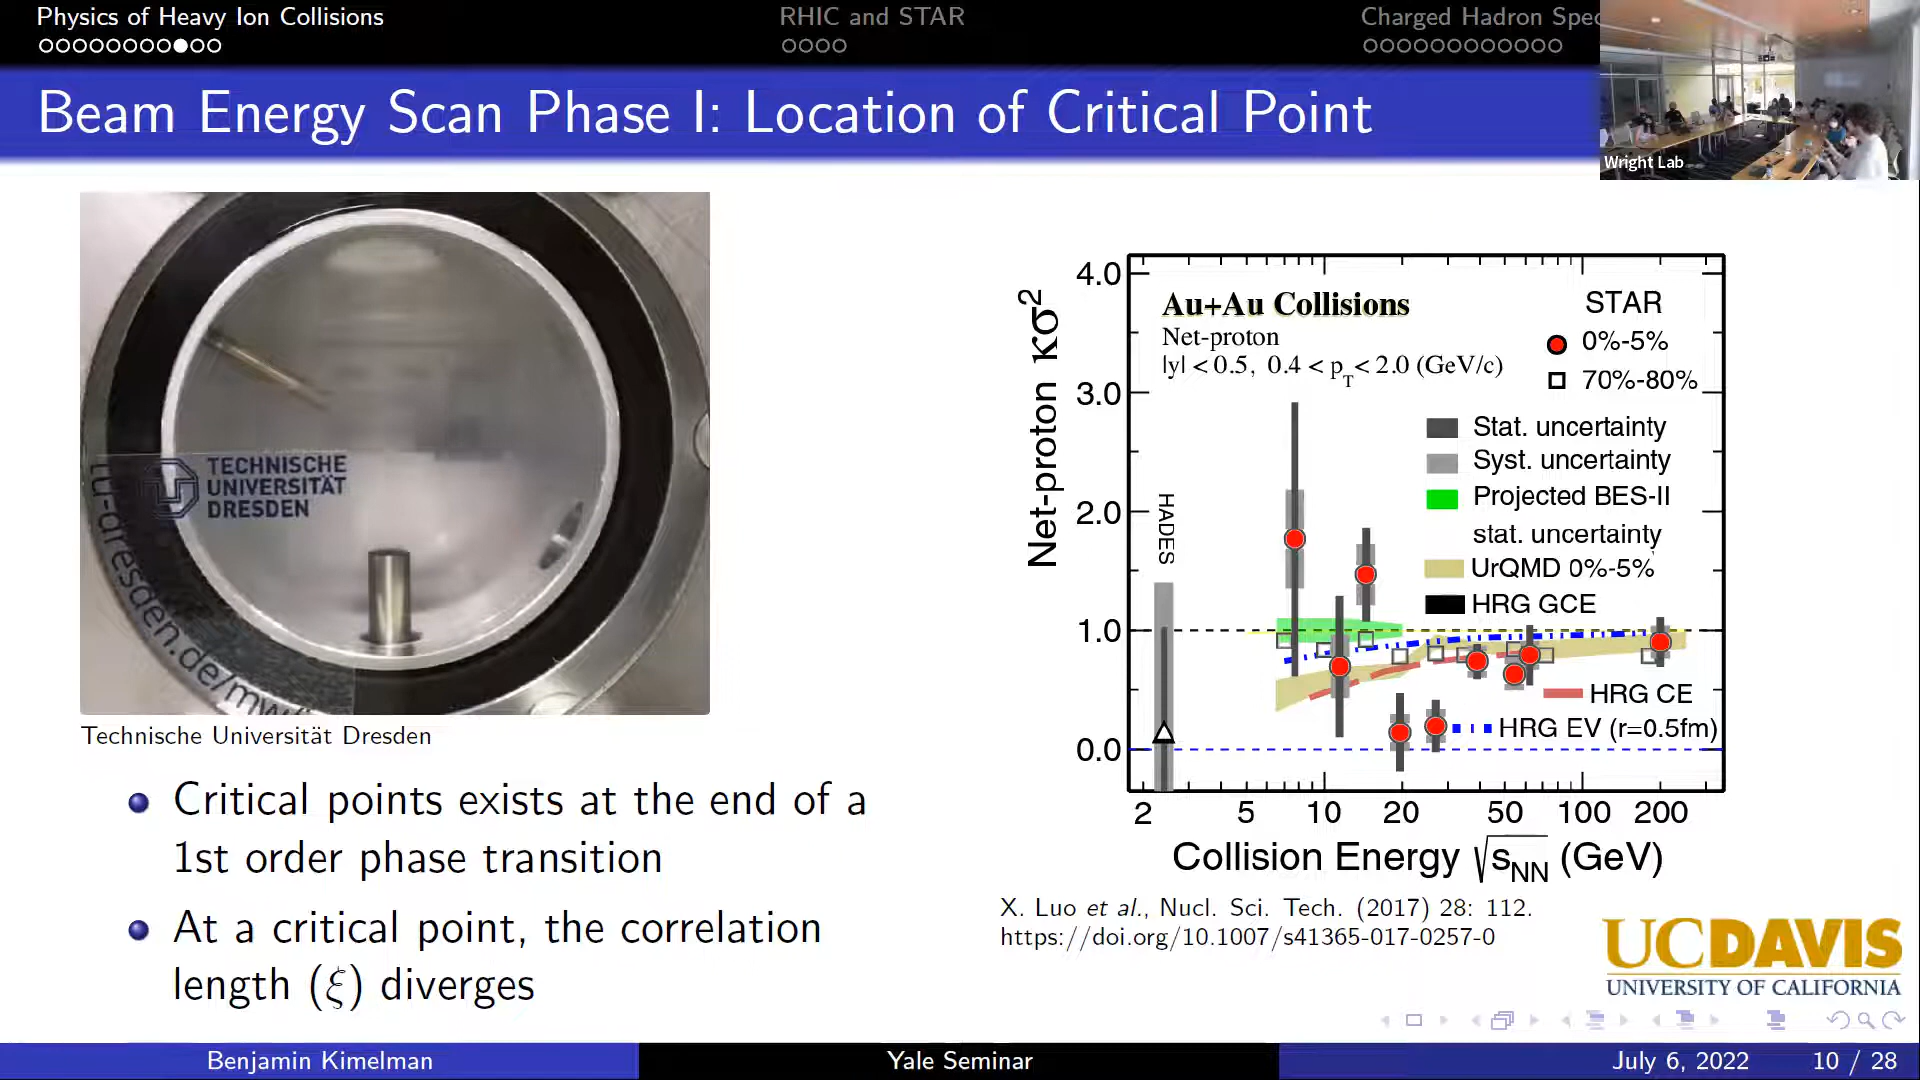 Physics of Heavy Ion Collisions
RHIC and STAR
Charged Hadron Spec
Wright Lab
Beam Energy Scan Phase I: Location of Critical Point
TECHNISCHE
UNIVERSITÄT
DRESDEN
tu-dresden.de/mw
Technische Universität Dresden
Critical points exists at the end of a
1st order phase transition
At a critical point, the correlation
length (ξ) diverges
Net-proton κσ²
4.0
3.0
2.0
1.0
0.0
Au+Au Collisions
Net-proton
|y| < 0.5, 0.4 < p_T < 2.0 (GeV/c)
HADES
STAR
0%-5%
70%-80%
Stat. uncertainty
Syst. uncertainty
Projected BES-II
stat. uncertainty
UrQMD 0%-5%
HRG GCE
HRG CE
HRG EV (r=0.5fm)
2 5 10 20 50 100 200
Collision Energy √s_NN (GeV)
X. Luo et al., Nucl. Sci. Tech. (2017) 28: 112.
https://doi.org/10.1007/s41365-017-0257-0
UCDAVIS
UNIVERSITY OF CALIFORNIA
Benjamin Kimelman
Yale Seminar
July 6, 2022
10 / 28